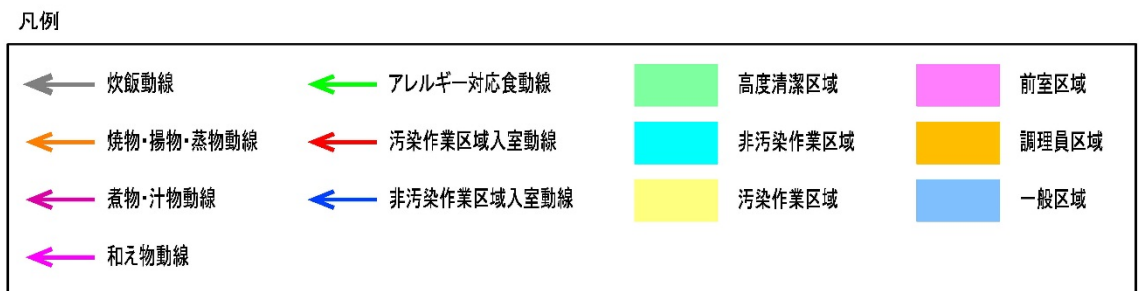 凡例
炊飯動線
焼物・揚物・蒸物動線
煮物・汁物動線
和え物動線
アレルギー対応食動線
汚染作業区域入室動線
非汚染作業区域入室動線
高度清潔区域
非汚染作業区域
汚染作業区域
前室区域
調理員区域
一般区域